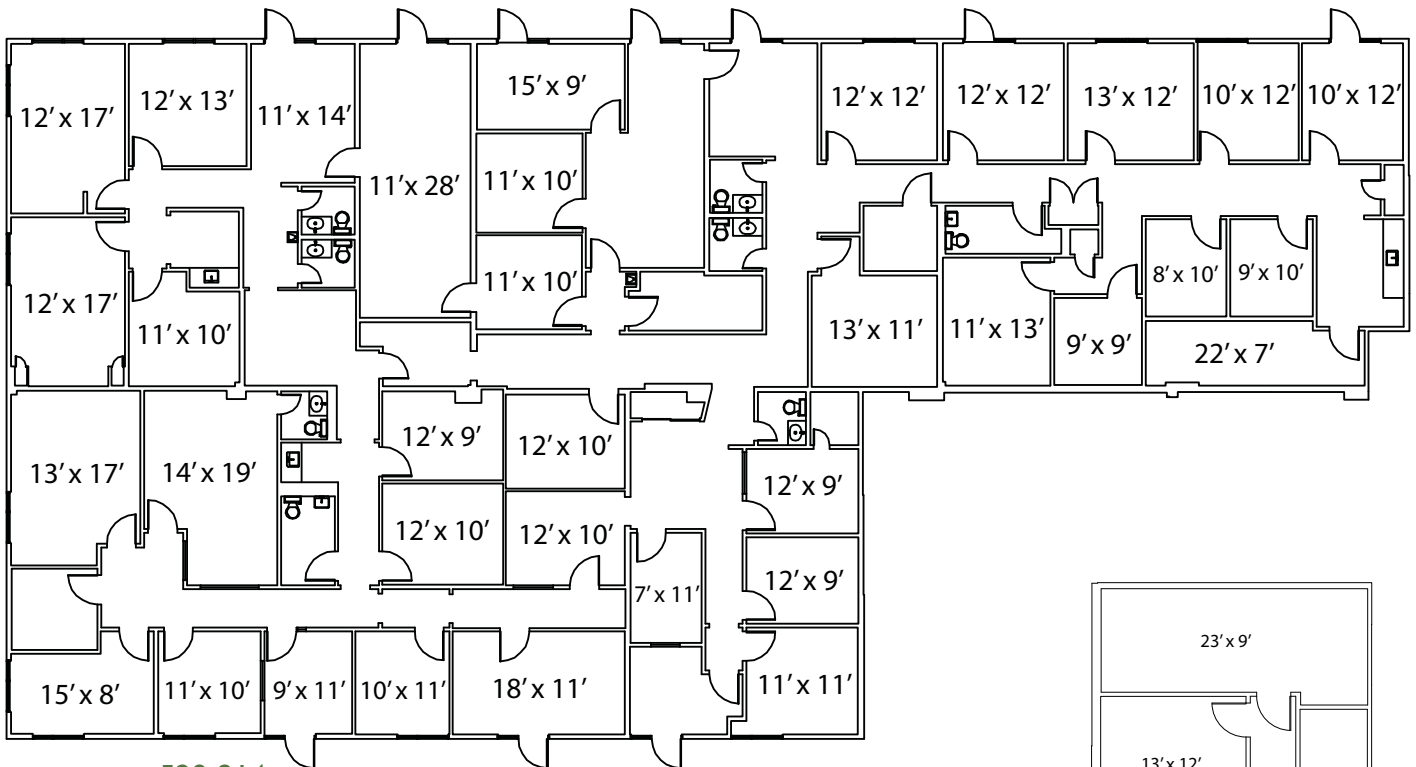 12' x 17'
12' x 13'
11' x 14'
11' x 28'
15' x 9'
12' x 12'
12' x 12'
13' x 12'
10' x 12'
10' x 12'
11' x 10'
11' x 10'
12' x 17'
11' x 10'
13' x 11'
11' x 13'
9' x 9'
8' x 10'
9' x 10'
22' x 7'
13' x 17'
14' x 19'
12' x 9'
12' x 10'
12' x 10'
12' x 10'
12' x 9'
12' x 9'
7' x 11'
15' x 8'
11' x 10'
9' x 11'
10' x 11'
18' x 11'
11' x 11'
23' x 9'
13' x 12'